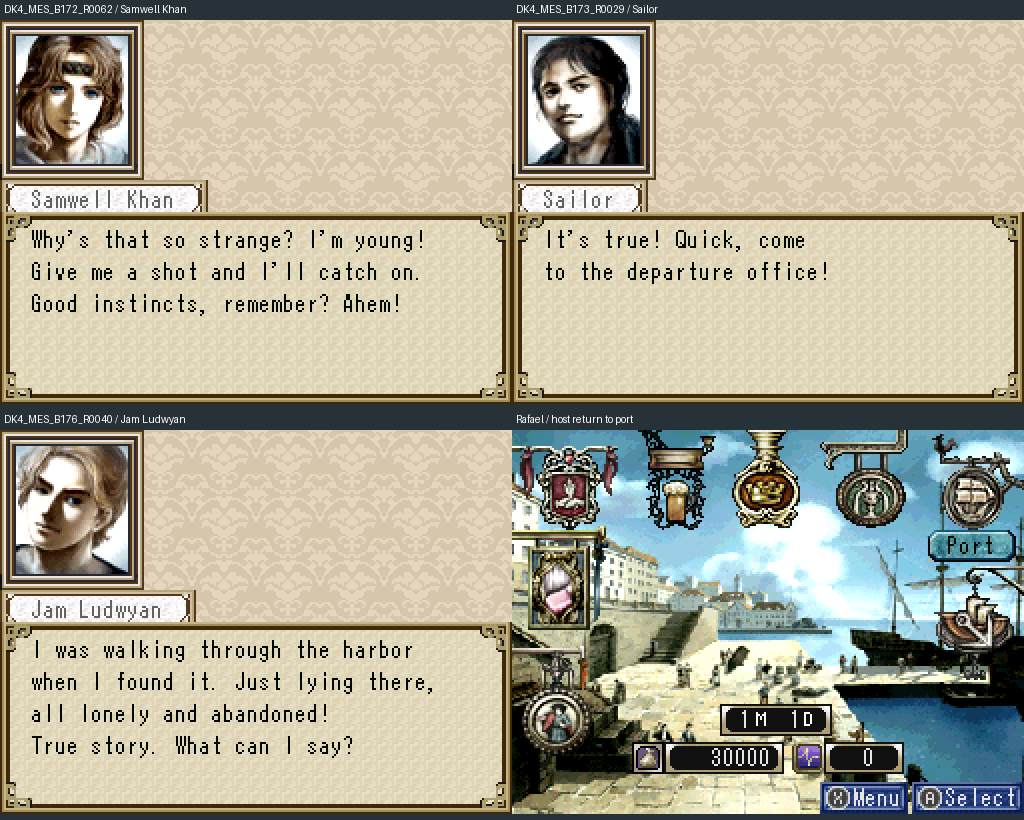 DK4_MES_B172_R0062 / Samwell Khan
Samwell Khan
Why's that so strange? I'm young!
Give me a shot and I'll catch on.
Good instincts, remember? Ahem!
DK4_MES_B173_R0029 / Sailor
Sailor
It's true! Quick, come
to the departure office!
DK4_MES_B176_R0040 / Jam Ludwyan
Jam Ludwyan
I was walking through the harbor
when I found it. Just lying there,
all lonely and abandoned!
True story. What can I say?
Rafael / host return to port
Port
1M 1D
30000
0
X Menu
A Select